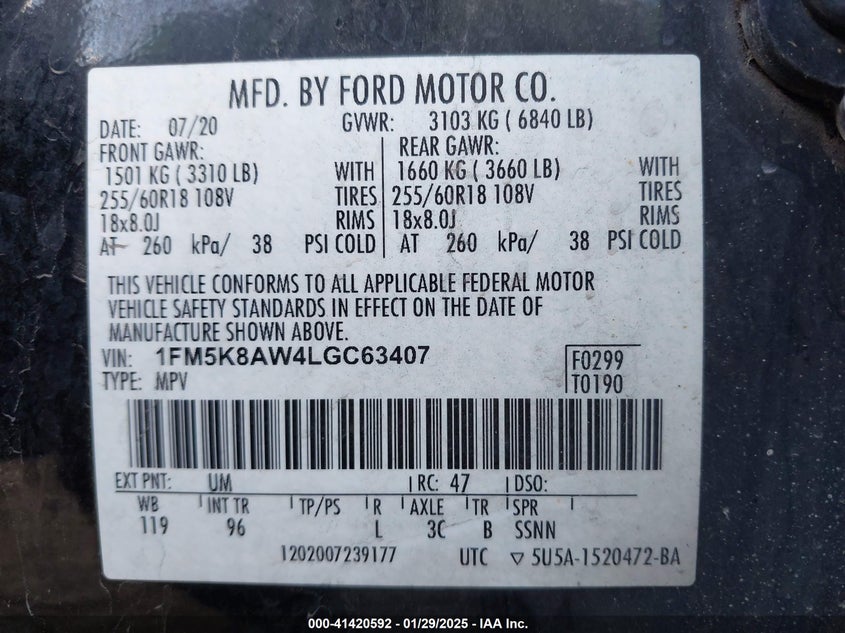 MFD. BY FORD MOTOR CO.
DATE: 07/20 GVWR: 3103 KG ( 6840 LB)
FRONT GAWR: REAR GAWR:
1501 KG ( 3310 LB) WITH 1660 KG ( 3660 LB) WITH
255/60R18 108V TIRES 255/60R18 108V TIRES
18x8.0J RIMS 18x8.0J RIMS
AT 260 kPa/ 38 PSI COLD AT 260 kPa/ 38 PSI COLD
THIS VEHICLE CONFORMS TO ALL APPLICABLE FEDERAL MOTOR
VEHICLE SAFETY STANDARDS IN EFFECT ON THE DATE OF
MANUFACTURE SHOWN ABOVE.
VIN: 1FM5K8AW4LGC63407 F0299
TYPE: MPV T0190
EXT PNT: UM RC: 47 DSO:
WB INT TR TP/PS R AXLE TR SPR
119 96 L 3C B SSNN
1202007239177 UTC ▽ 5U5A-1520472-BA
000-41420592 - 01/29/2025 - IAA Inc.